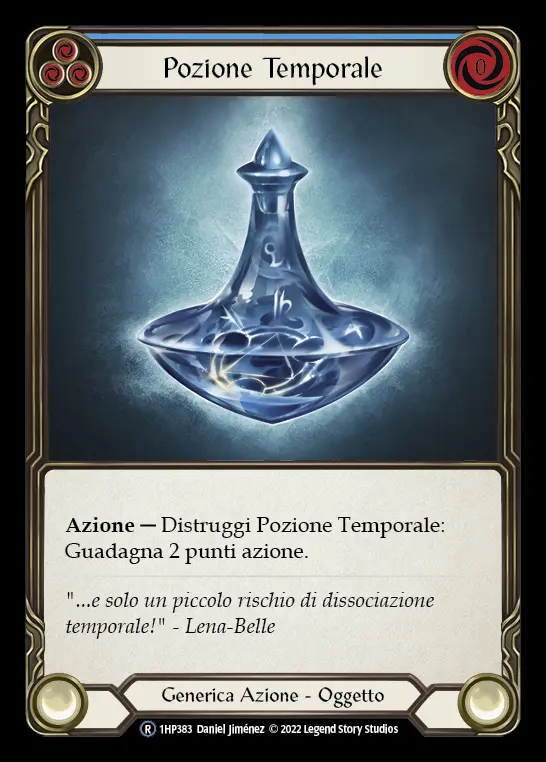 Pozione Temporale
0
Azione — Distruggi Pozione Temporale:
Guadagna 2 punti azione.
"...e solo un piccolo rischio di dissociazione
temporale!" - Lena-Belle
Generica Azione - Oggetto
R 1HP383 Daniel Jiménez © 2022 Legend Story Studios